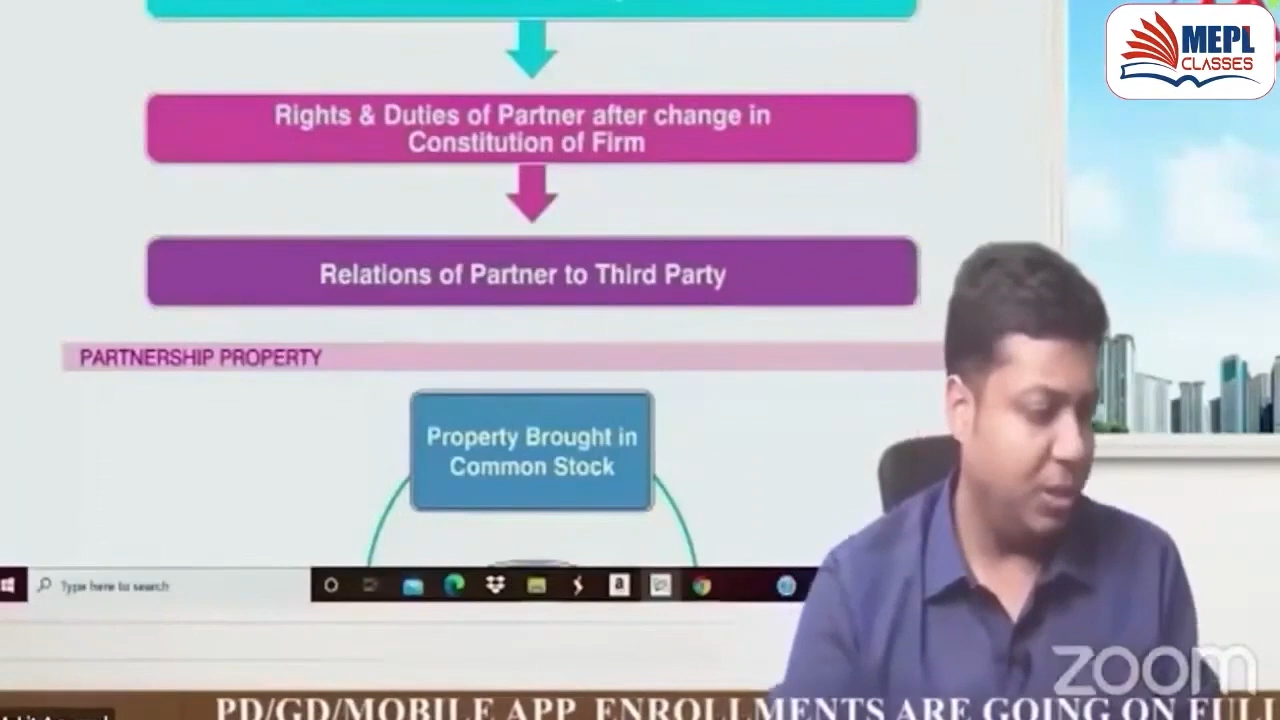 MEPL
CLASSES
Rights & Duties of Partner after change in
Constitution of Firm
Relations of Partner to Third Party
PARTNERSHIP PROPERTY
Property Brought in
Common Stock
Type here to search
a
zoom
PD/GD/MOBILE APP ENROLLMENTS ARE GOING ON FULL